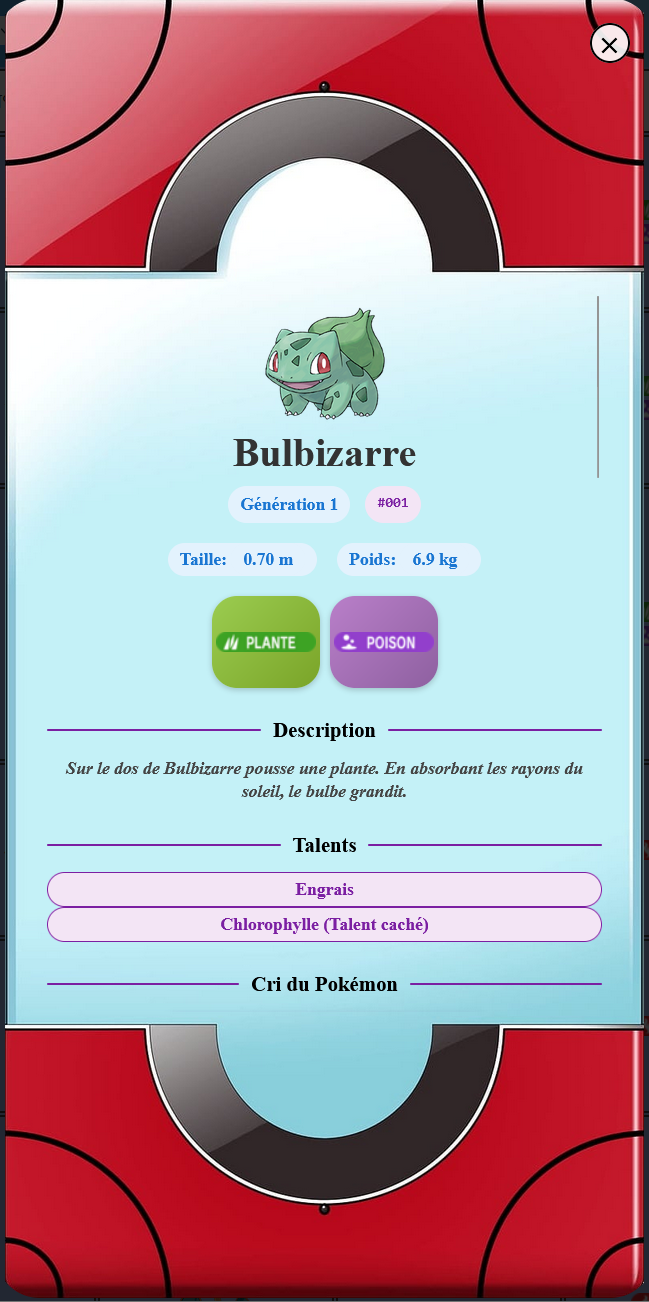 Bulbizarre
Génération 1 #001
Taille: 0.70 m Poids: 6.9 kg
PLANTE POISON
Description
Sur le dos de Bulbizarre pousse une plante. En absorbant les rayons du
soleil, le bulbe grandit.
Talents
Engrais
Chlorophylle (Talent caché)
Cri du Pokémon